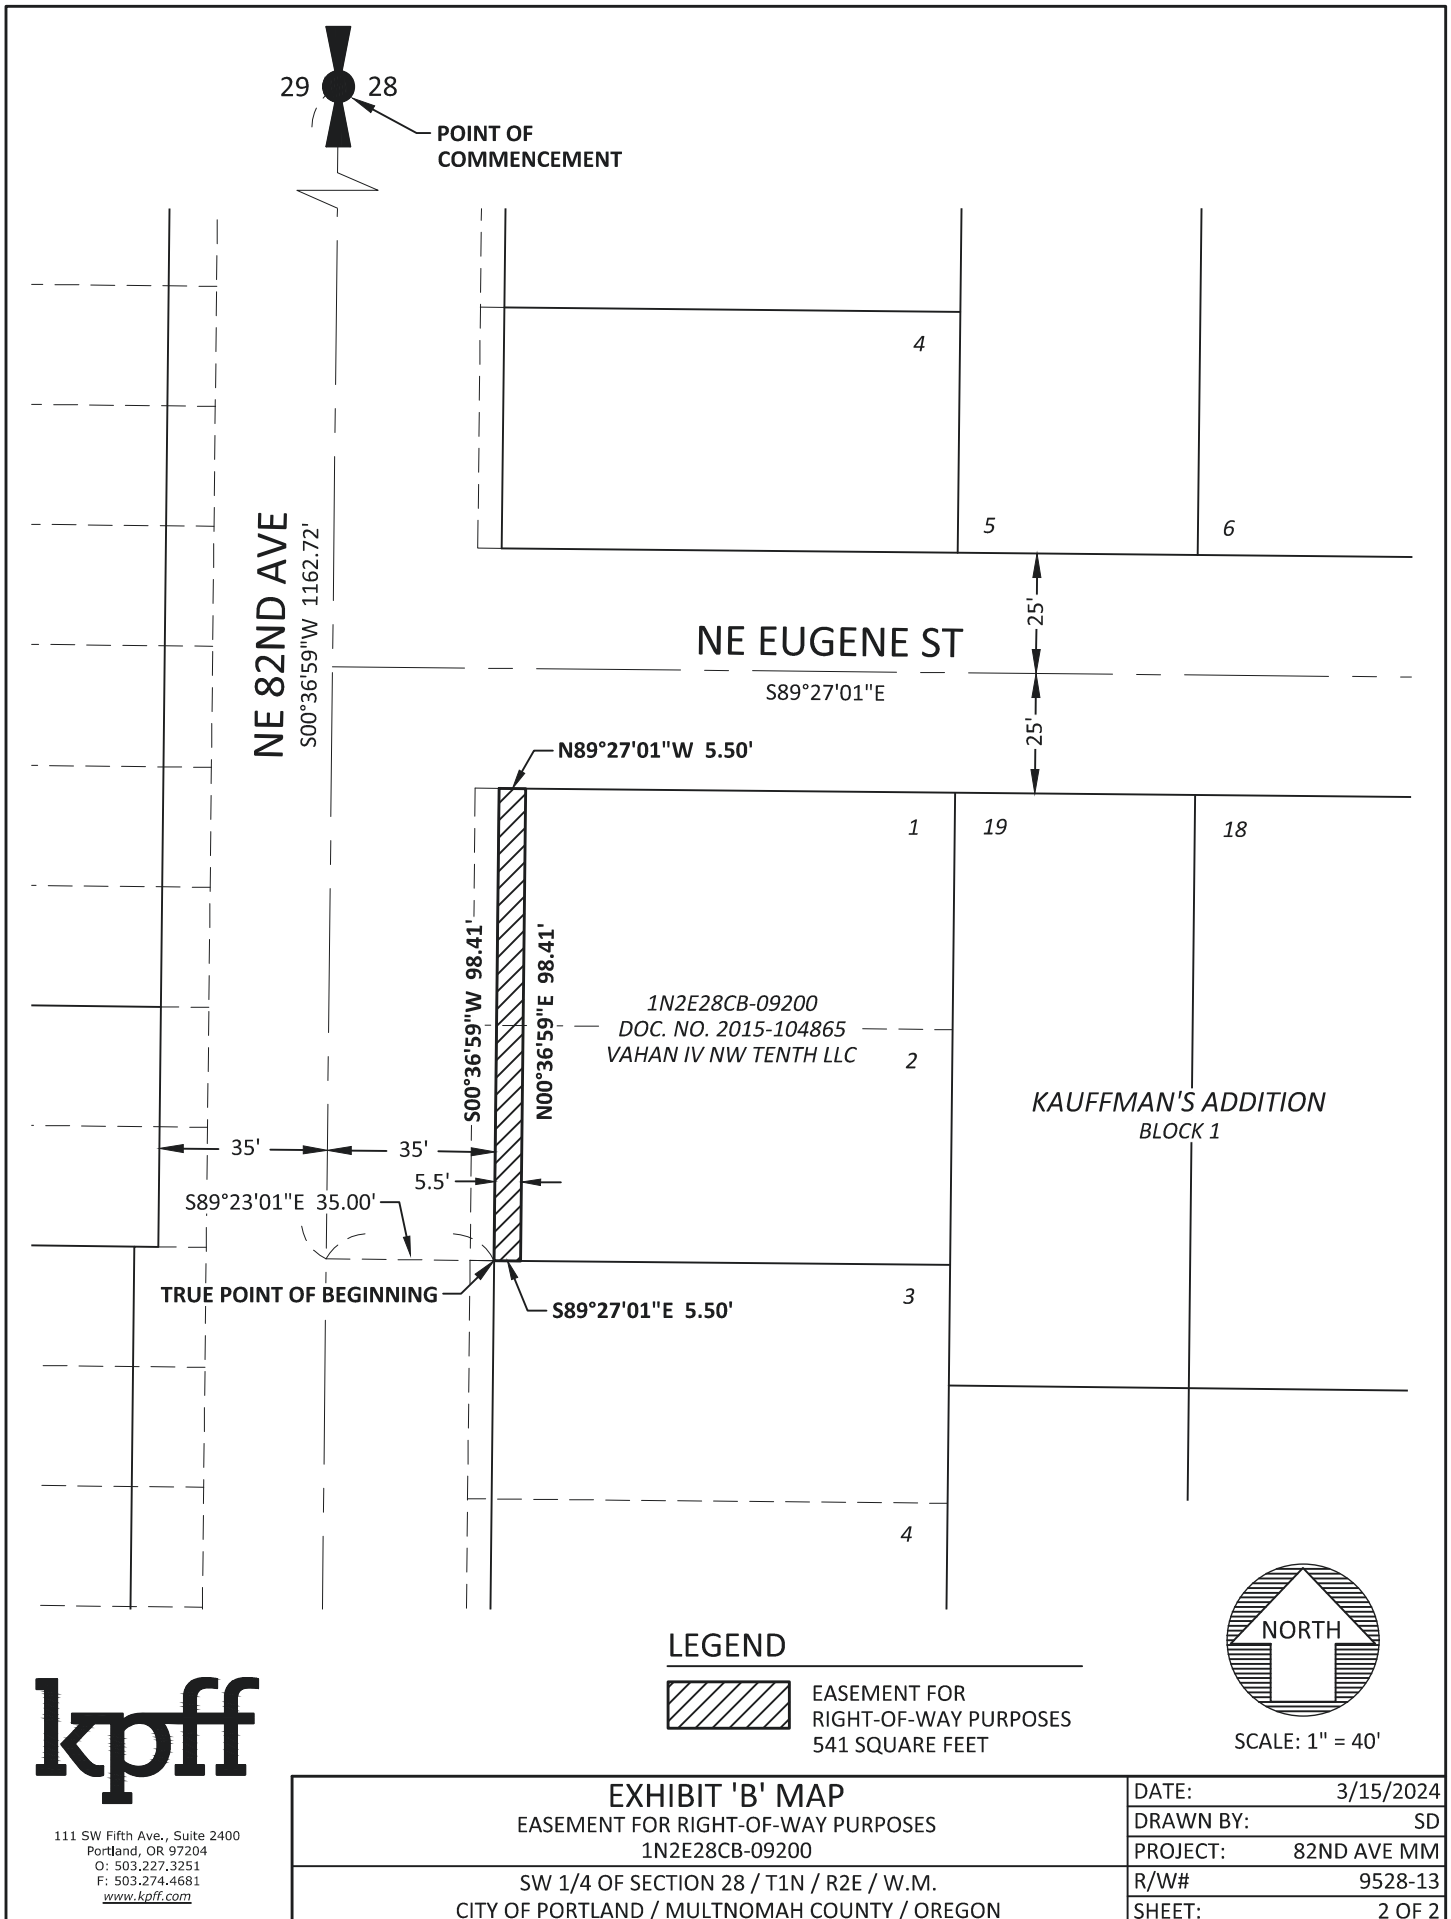 29 28
POINT OF
COMMENCEMENT
4
5
6
NE 82ND AVE
S00°36'59"W 1162.72'
25'
NE EUGENE ST
S89°27'01"E
25'
N89°27'01"W 5.50'
1
19
18
S00°36'59"W 98.41'
N00°36'59"E 98.41'
1N2E28CB-09200
DOC. NO. 2015-104865
VAHAN IV NW TENTH LLC
2
KAUFFMAN'S ADDITION
BLOCK 1
35'
35'
5.5'
S89°23'01"E 35.00'
TRUE POINT OF BEGINNING
S89°27'01"E 5.50'
3
4
LEGEND
EASEMENT FOR
RIGHT-OF-WAY PURPOSES
541 SQUARE FEET
NORTH
SCALE: 1" = 40'
kpff
111 SW Fifth Ave., Suite 2400
Portland, OR 97204
O: 503.227.3251
F: 503.274.4681
www.kpff.com
EXHIBIT 'B' MAP
EASEMENT FOR RIGHT-OF-WAY PURPOSES
1N2E28CB-09200
SW 1/4 OF SECTION 28 / T1N / R2E / W.M.
CITY OF PORTLAND / MULTNOMAH COUNTY / OREGON
DATE: 3/15/2024
DRAWN BY: SD
PROJECT: 82ND AVE MM
R/W# 9528-13
SHEET: 2 OF 2